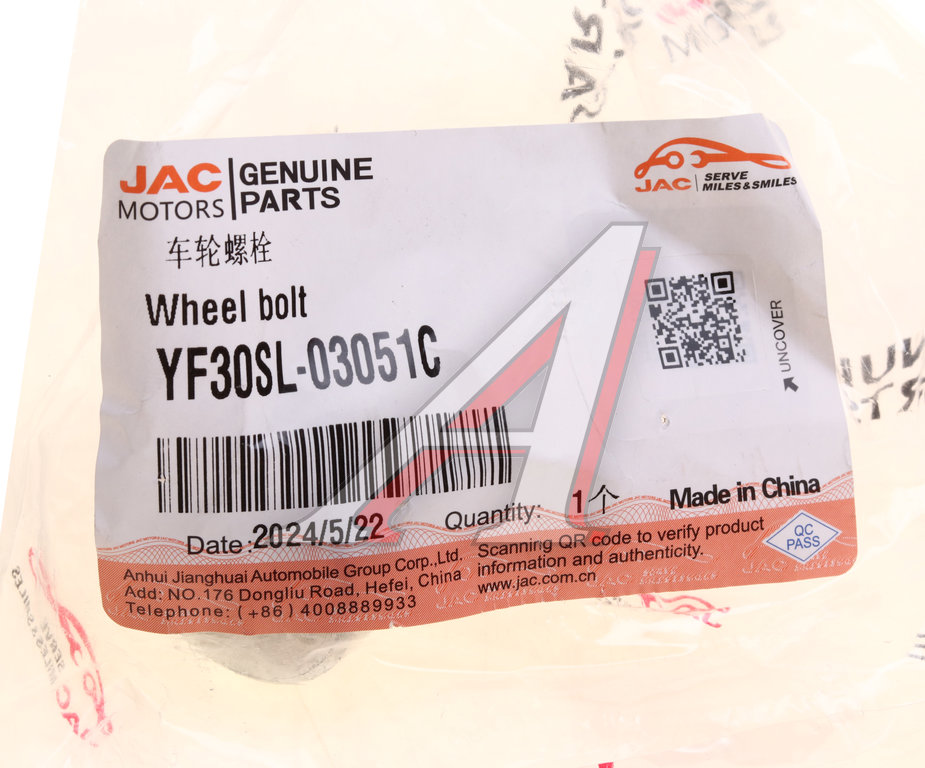 JAC MOTORS
GENUINE PARTS
JAC
SERVE
MILES & SMILES
车轮螺栓
Wheel bolt
YF30SL-03051C
UNCOVER
Date: 2024/5/22
Quantity: 1个
Made in China
QC
PASS
Anhui Jianghuai Automobile Group Corp., Ltd.
Add: NO.176 Dongliu Road, Hefei, China
Telephone: (+86) 4008889933
Scanning QR code to verify product
information and authenticity.
www.jac.com.cn